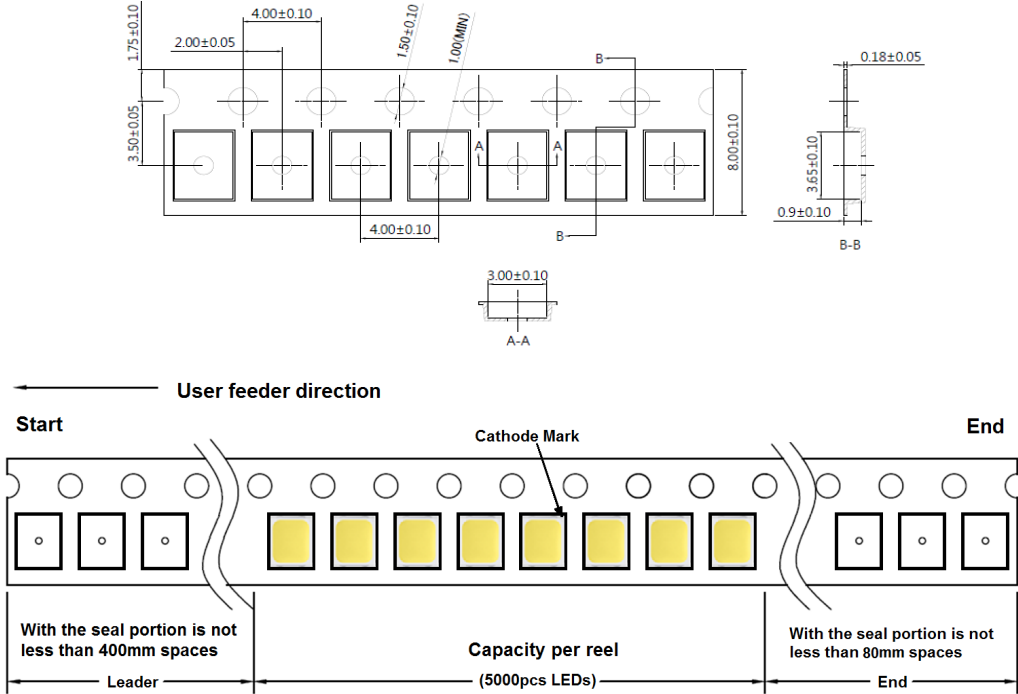 4.00±0.10
1.75±0.10
2.00±0.05
1.50±0.10
1.00(MIN)
B
0.18±0.05
3.50±0.05
A
A
8.00±0.10
3.65±0.10
4.00±0.10
B
0.9±0.10
B-B
3.00±0.10
A-A
User feeder direction
Start
End
Cathode Mark
With the seal portion is not
less than 400mm spaces
Capacity per reel
With the seal portion is not
less than 80mm spaces
Leader
(5000pcs LEDs)
End